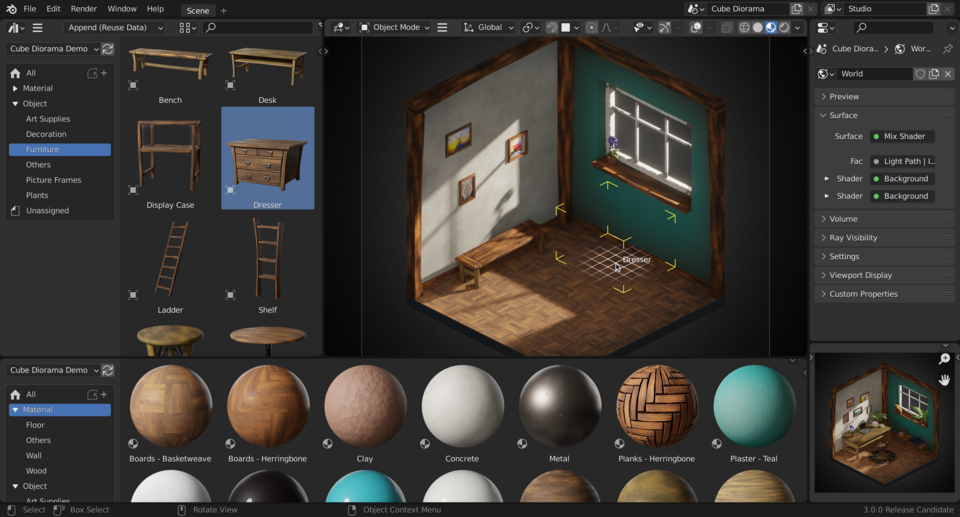 File Edit Render Window Help Scene
Cube Diorama Studio
Append (Reuse Data)
Object Mode Global
Cube Diorama Demo
All
Material
Object
Art Supplies
Decoration
Furniture
Others
Picture Frames
Plants
Unassigned
Bench Desk
Display Case Dresser
Ladder Shelf
Dresser
Cube Diora... Wor...
World
Preview
Surface
Surface Mix Shader
Fac Light Path | I...
Shader Background
Shader Background
Volume
Ray Visibility
Settings
Viewport Display
Custom Properties
Cube Diorama Demo
All
Material
Floor
Others
Wall
Wood
Object
Art Supplies
Boards - Basketweave Boards - Herringbone Clay Concrete Metal Planks - Herringbone Plaster - Teal
Select Box Select Rotate View Object Context Menu 3.0.0 Release Candidate